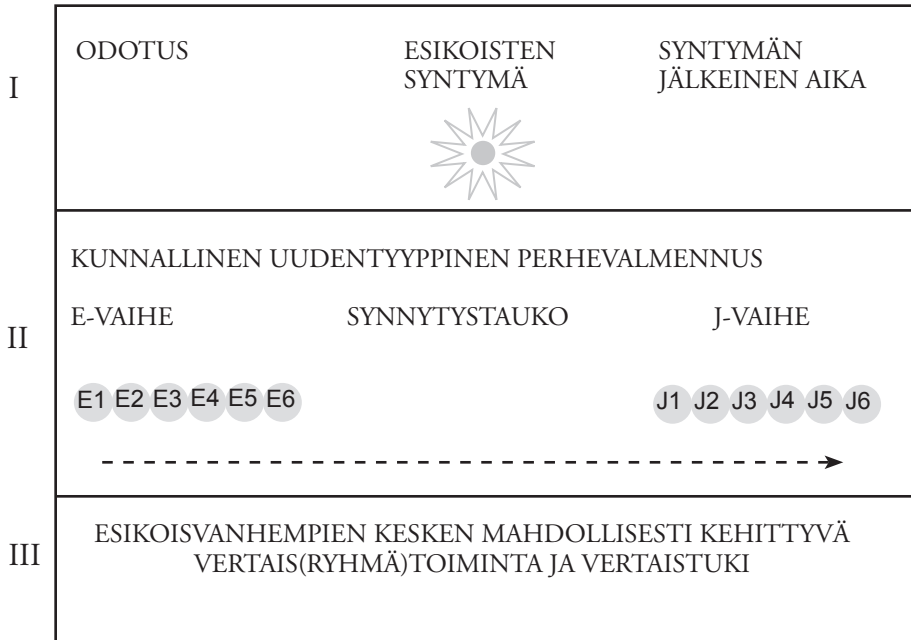 I
ODOTUS
ESIKOISTEN
SYNTYMÄ
SYNTYMÄN
JÄLKEINEN AIKA
II
KUNNALLINEN UUDENTYYPPINEN PERHEVALMENNUS
E-VAIHE SYNNYTYSTAUKO J-VAIHE
E1 E2 E3 E4 E5 E6 J1 J2 J3 J4 J5 J6
III
ESIKOISVANHEMPIEN KESKEN MAHDOLLISESTI KEHITTYVÄ
VERTAIS(RYHMÄ)TOIMINTA JA VERTAISTUKI